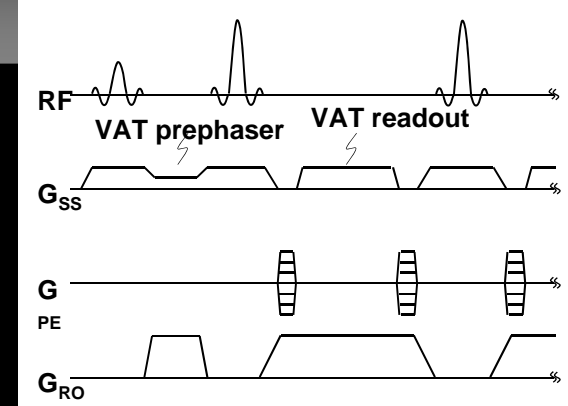 RF
VAT prephaser
VAT readout
GSS
G
PE
GRO